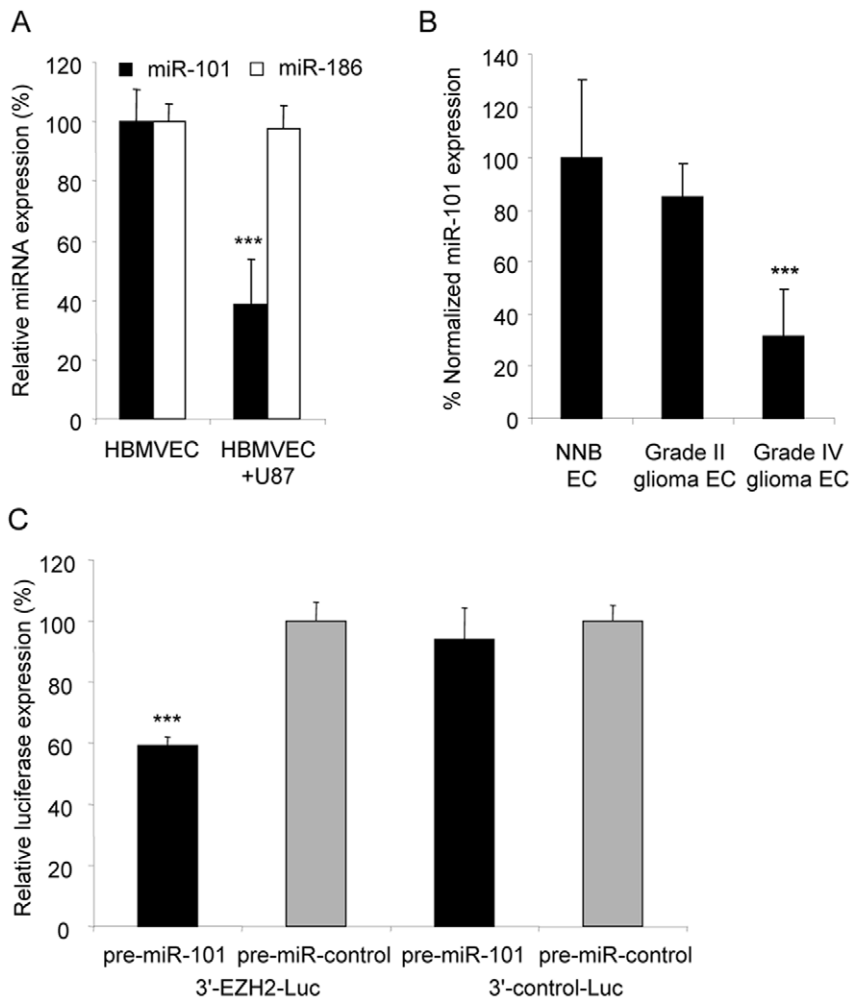 A
Relative miRNA expression (%)
120
100
80
60
40
20
0
miR-101
miR-186
***
HBMVEC
HBMVEC
+U87
B
% Normalized miR-101 expression
140
120
100
80
60
40
20
0
***
NNB
EC
Grade II
glioma EC
Grade IV
glioma EC
C
Relative luciferase expression (%)
120
100
80
60
40
20
0
***
pre-miR-101 pre-miR-control pre-miR-101 pre-miR-control
3'-EZH2-Luc 3'-control-Luc